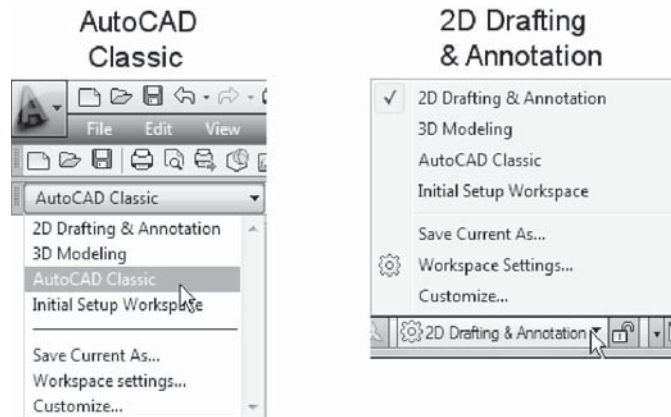 AutoCAD
Classic
File Edit View
AutoCAD Classic
2D Drafting & Annotation
3D Modeling
AutoCAD Classic
Initial Setup Workspace
Save Current As...
Workspace settings...
Customize...
2D Drafting
& Annotation
2D Drafting & Annotation
3D Modeling
AutoCAD Classic
Initial Setup Workspace
Save Current As...
Workspace Settings...
Customize...
2D Drafting & Annotation